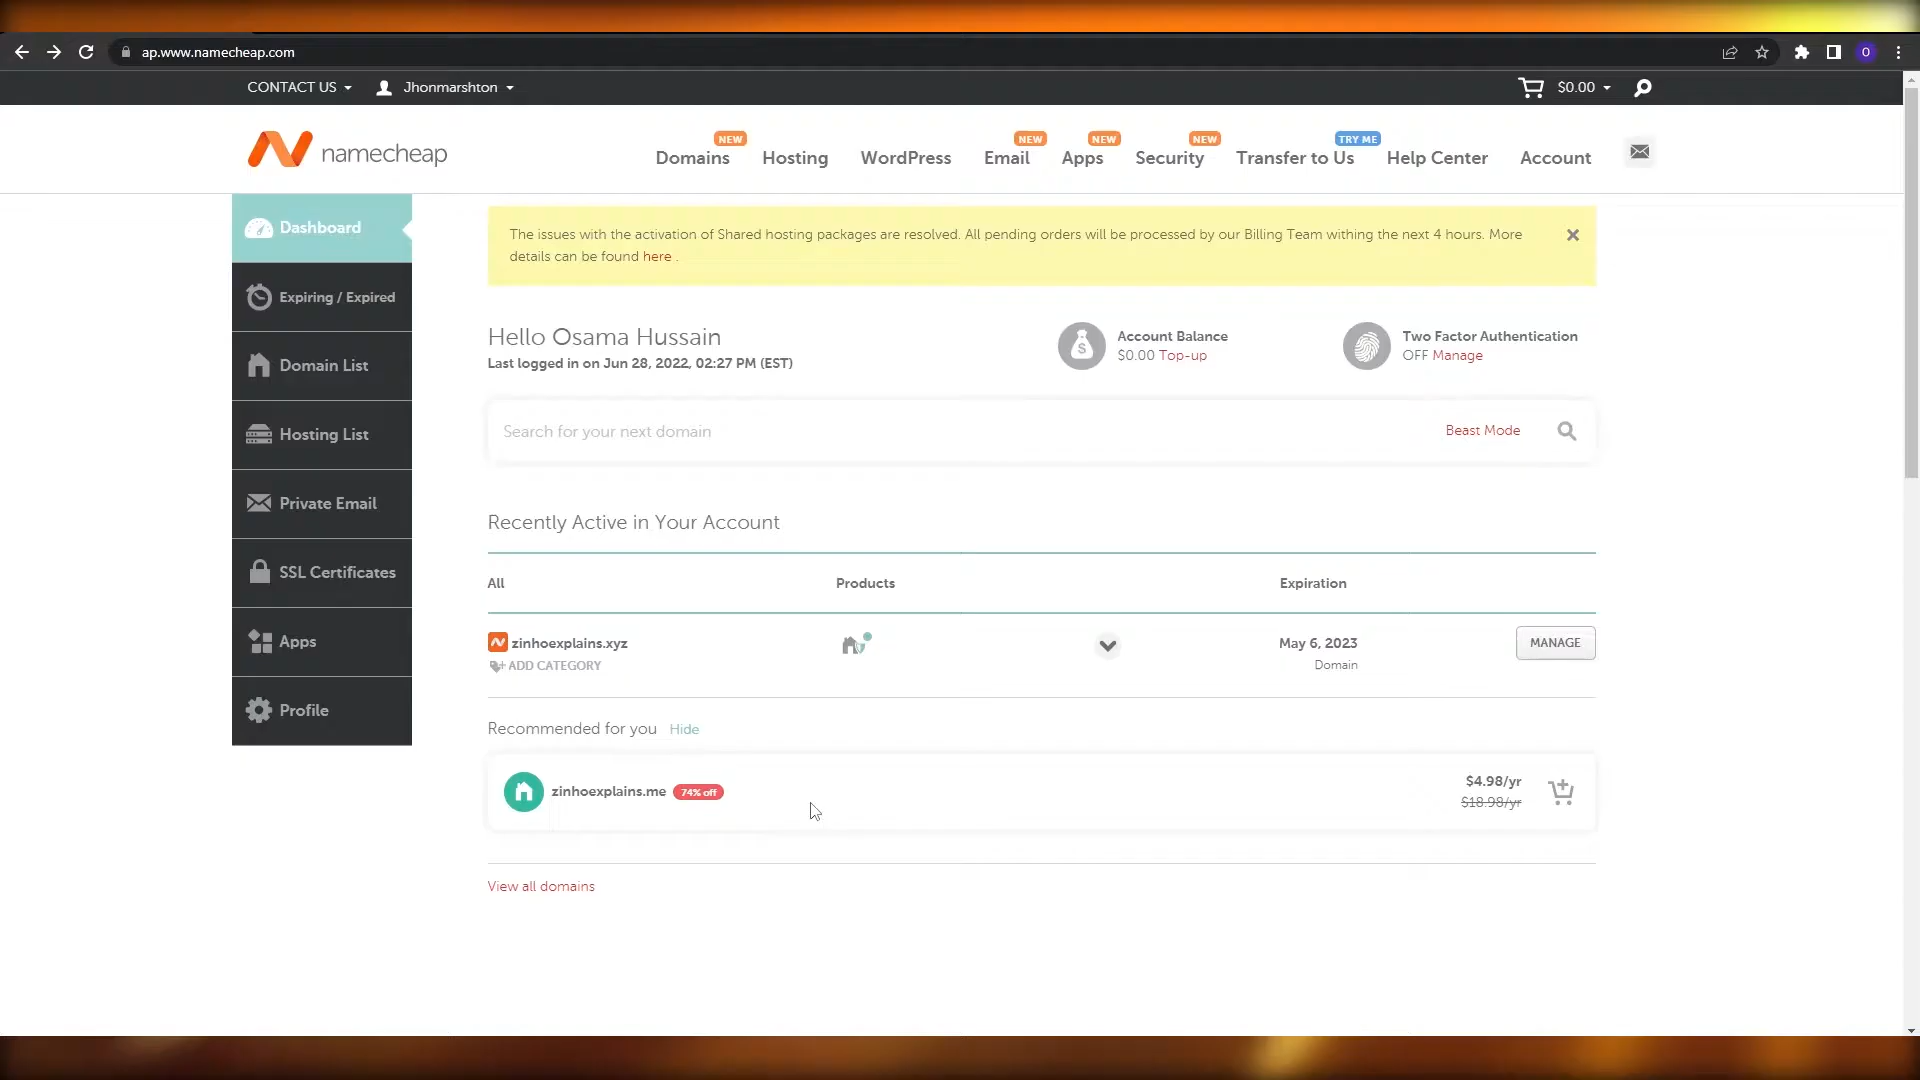 ap.www.namecheap.com
O
CONTACT US
Jhonmarshton
$0.00
namecheap
NEW
NEW
NEW
NEW
TRY ME
Domains
Hosting
WordPress
Email
Apps
Security
Transfer to Us
Help Center
Account
Dashboard
Expiring / Expired
Domain List
Hosting List
Private Email
SSL Certificates
Apps
Profile
The issues with the activation of Shared hosting packages are resolved. All pending orders will be processed by our Billing Team withing the next 4 hours. More
details can be found here .
Hello Osama Hussain
Last logged in on Jun 28, 2022, 02:27 PM (EST)
Account Balance
$0.00 Top-up
Two Factor Authentication
OFF Manage
Search for your next domain
Beast Mode
Recently Active in Your Account
All
Products
Expiration
zinhoexplains.xyz
May 6, 2023
MANAGE
ADD CATEGORY
Domain
Recommended for you
Hide
zinhoexplains.me
74% off
$4.98/yr
$18.98/yr
View all domains